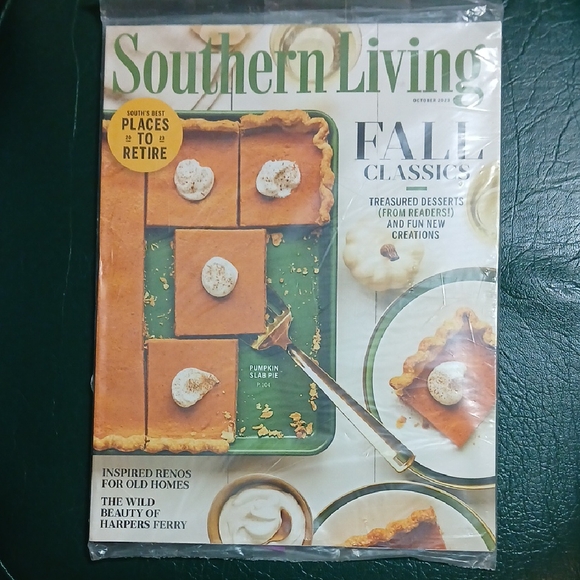 Southern Living
OCTOBER
SOUTH'S BEST
PLACES
TO
RETIRE
FALL
CLASSICS
TREASURED DESSERTS
(FROM READERS!)
AND FUN NEW
CREATIONS
PUMPKIN
SLAB PIE
INSPIRED RENOS
FOR OLD HOMES
THE WILD
BEAUTY OF
HARPERS FERRY